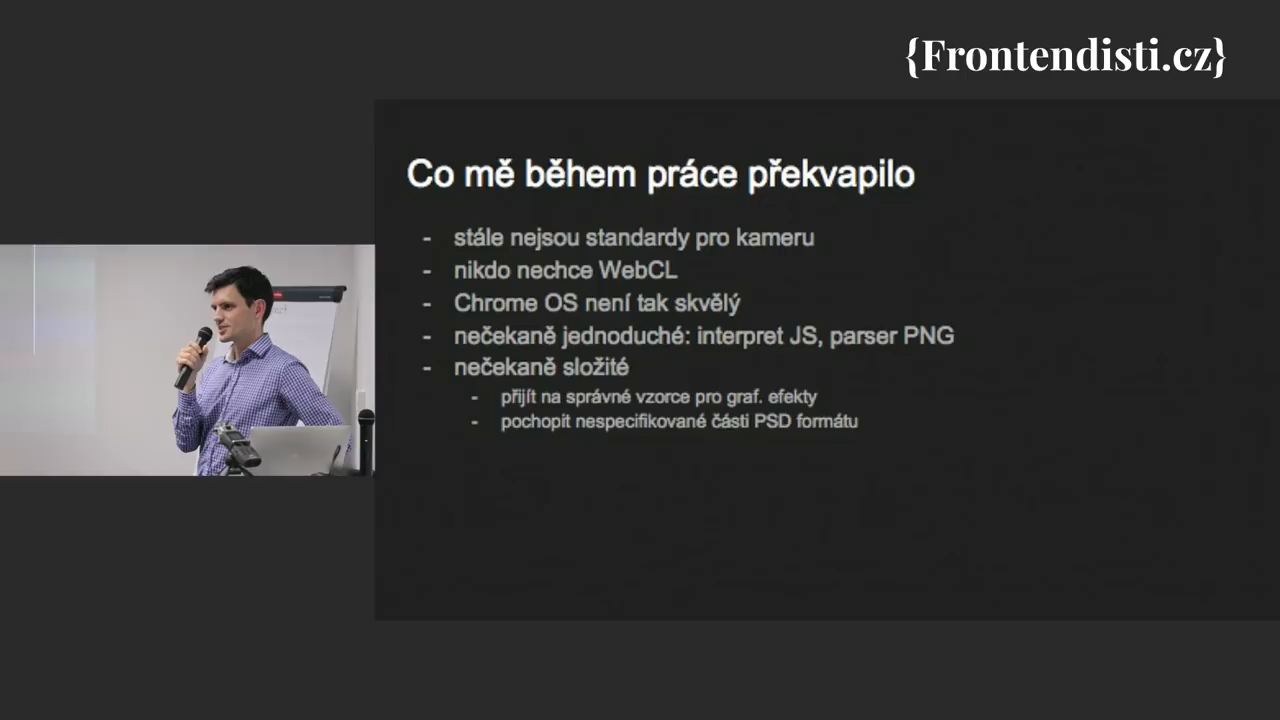 {Frontendisti.cz}
Co mě během práce překvapilo
- stále nejsou standardy pro kameru
- nikdo nechce WebCL
- Chrome OS není tak skvělý
- nečekaně jednoduché: interpret JS, parser PNG
- nečekaně složité
- přijít na správné vzorce pro graf. efekty
- pochopit nespecifikované části PSD formátu